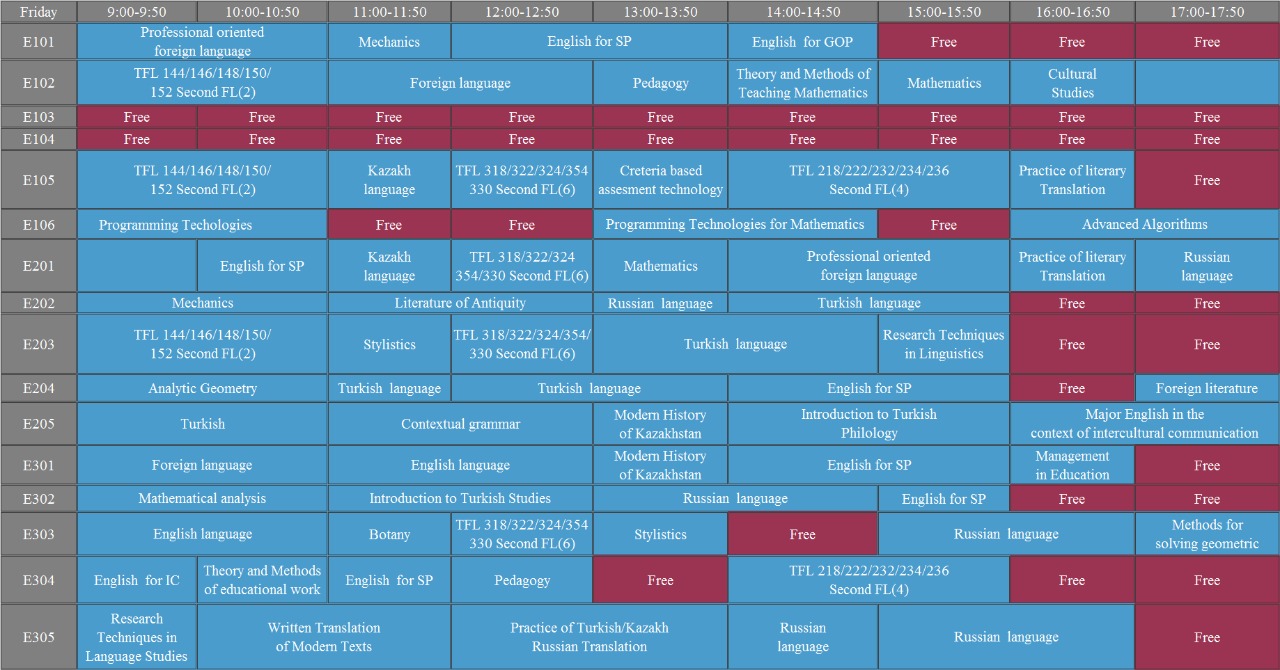 Friday 9:00-9:50 10:00-10:50 11:00-11:50 12:00-12:50 13:00-13:50 14:00-14:50 15:00-15:50 16:00-16:50 17:00-17:50
E101
Professional oriented
foreign language
Mechanics
English for SP
English for GOP
Free
Free
Free
E102
TFL 144/146/148/150/
152 Second FL(2)
Foreign language
Pedagogy
Theory and Methods of
Teaching Mathematics
Mathematics
Cultural
Studies
E103 Free Free Free Free Free Free Free Free Free
E104 Free Free Free Free Free Free Free Free Free
E105
TFL 144/146/148/150/
152 Second FL(2)
Kazakh
language
TFL 318/322/324/354
330 Second FL(6)
Creteria based
assesment technology
TFL 218/222/232/234/236
Second FL(4)
Practice of literary
Translation
Free
E106 Programming Techologies Free Free Programming Technologies for Mathematics Free Advanced Algorithms
E201
English for SP
Kazakh
language
TFL 318/322/324
354/330 Second FL(6)
Mathematics
Professional oriented
foreign language
Practice of literary
Translation
Russian
language
E202 Mechanics Literature of Antiquity Russian language Turkish language Free Free
E203
TFL 144/146/148/150/
152 Second FL(2)
Stylistics
TFL 318/322/324/354/
330 Second FL(6)
Turkish language
Research Techniques
in Linguistics
Free
Free
E204 Analytic Geometry Turkish language Turkish language English for SP Free Foreign literature
E205
Turkish
Contextual grammar
Modern History
of Kazakhstan
Introduction to Turkish
Philology
Major English in the
context of intercultural communication
E301
Foreign language
English language
Modern History
of Kazakhstan
English for SP
Management
in Education
Free
E302 Mathematical analysis Introduction to Turkish Studies Russian language English for SP Free Free
E303
English language
Botany
TFL 318/322/324/354
330 Second FL(6)
Stylistics
Free
Russian language
Methods for
solving geometric
E304
English for IC
Theory and Methods
of educational work
English for SP
Pedagogy
Free
TFL 218/222/232/234/236
Second FL(4)
Free
Free
E305
Research
Techniques in
Language Studies
Written Translation
of Modern Texts
Practice of Turkish/Kazakh
Russian Translation
Russian
language
Russian language
Free